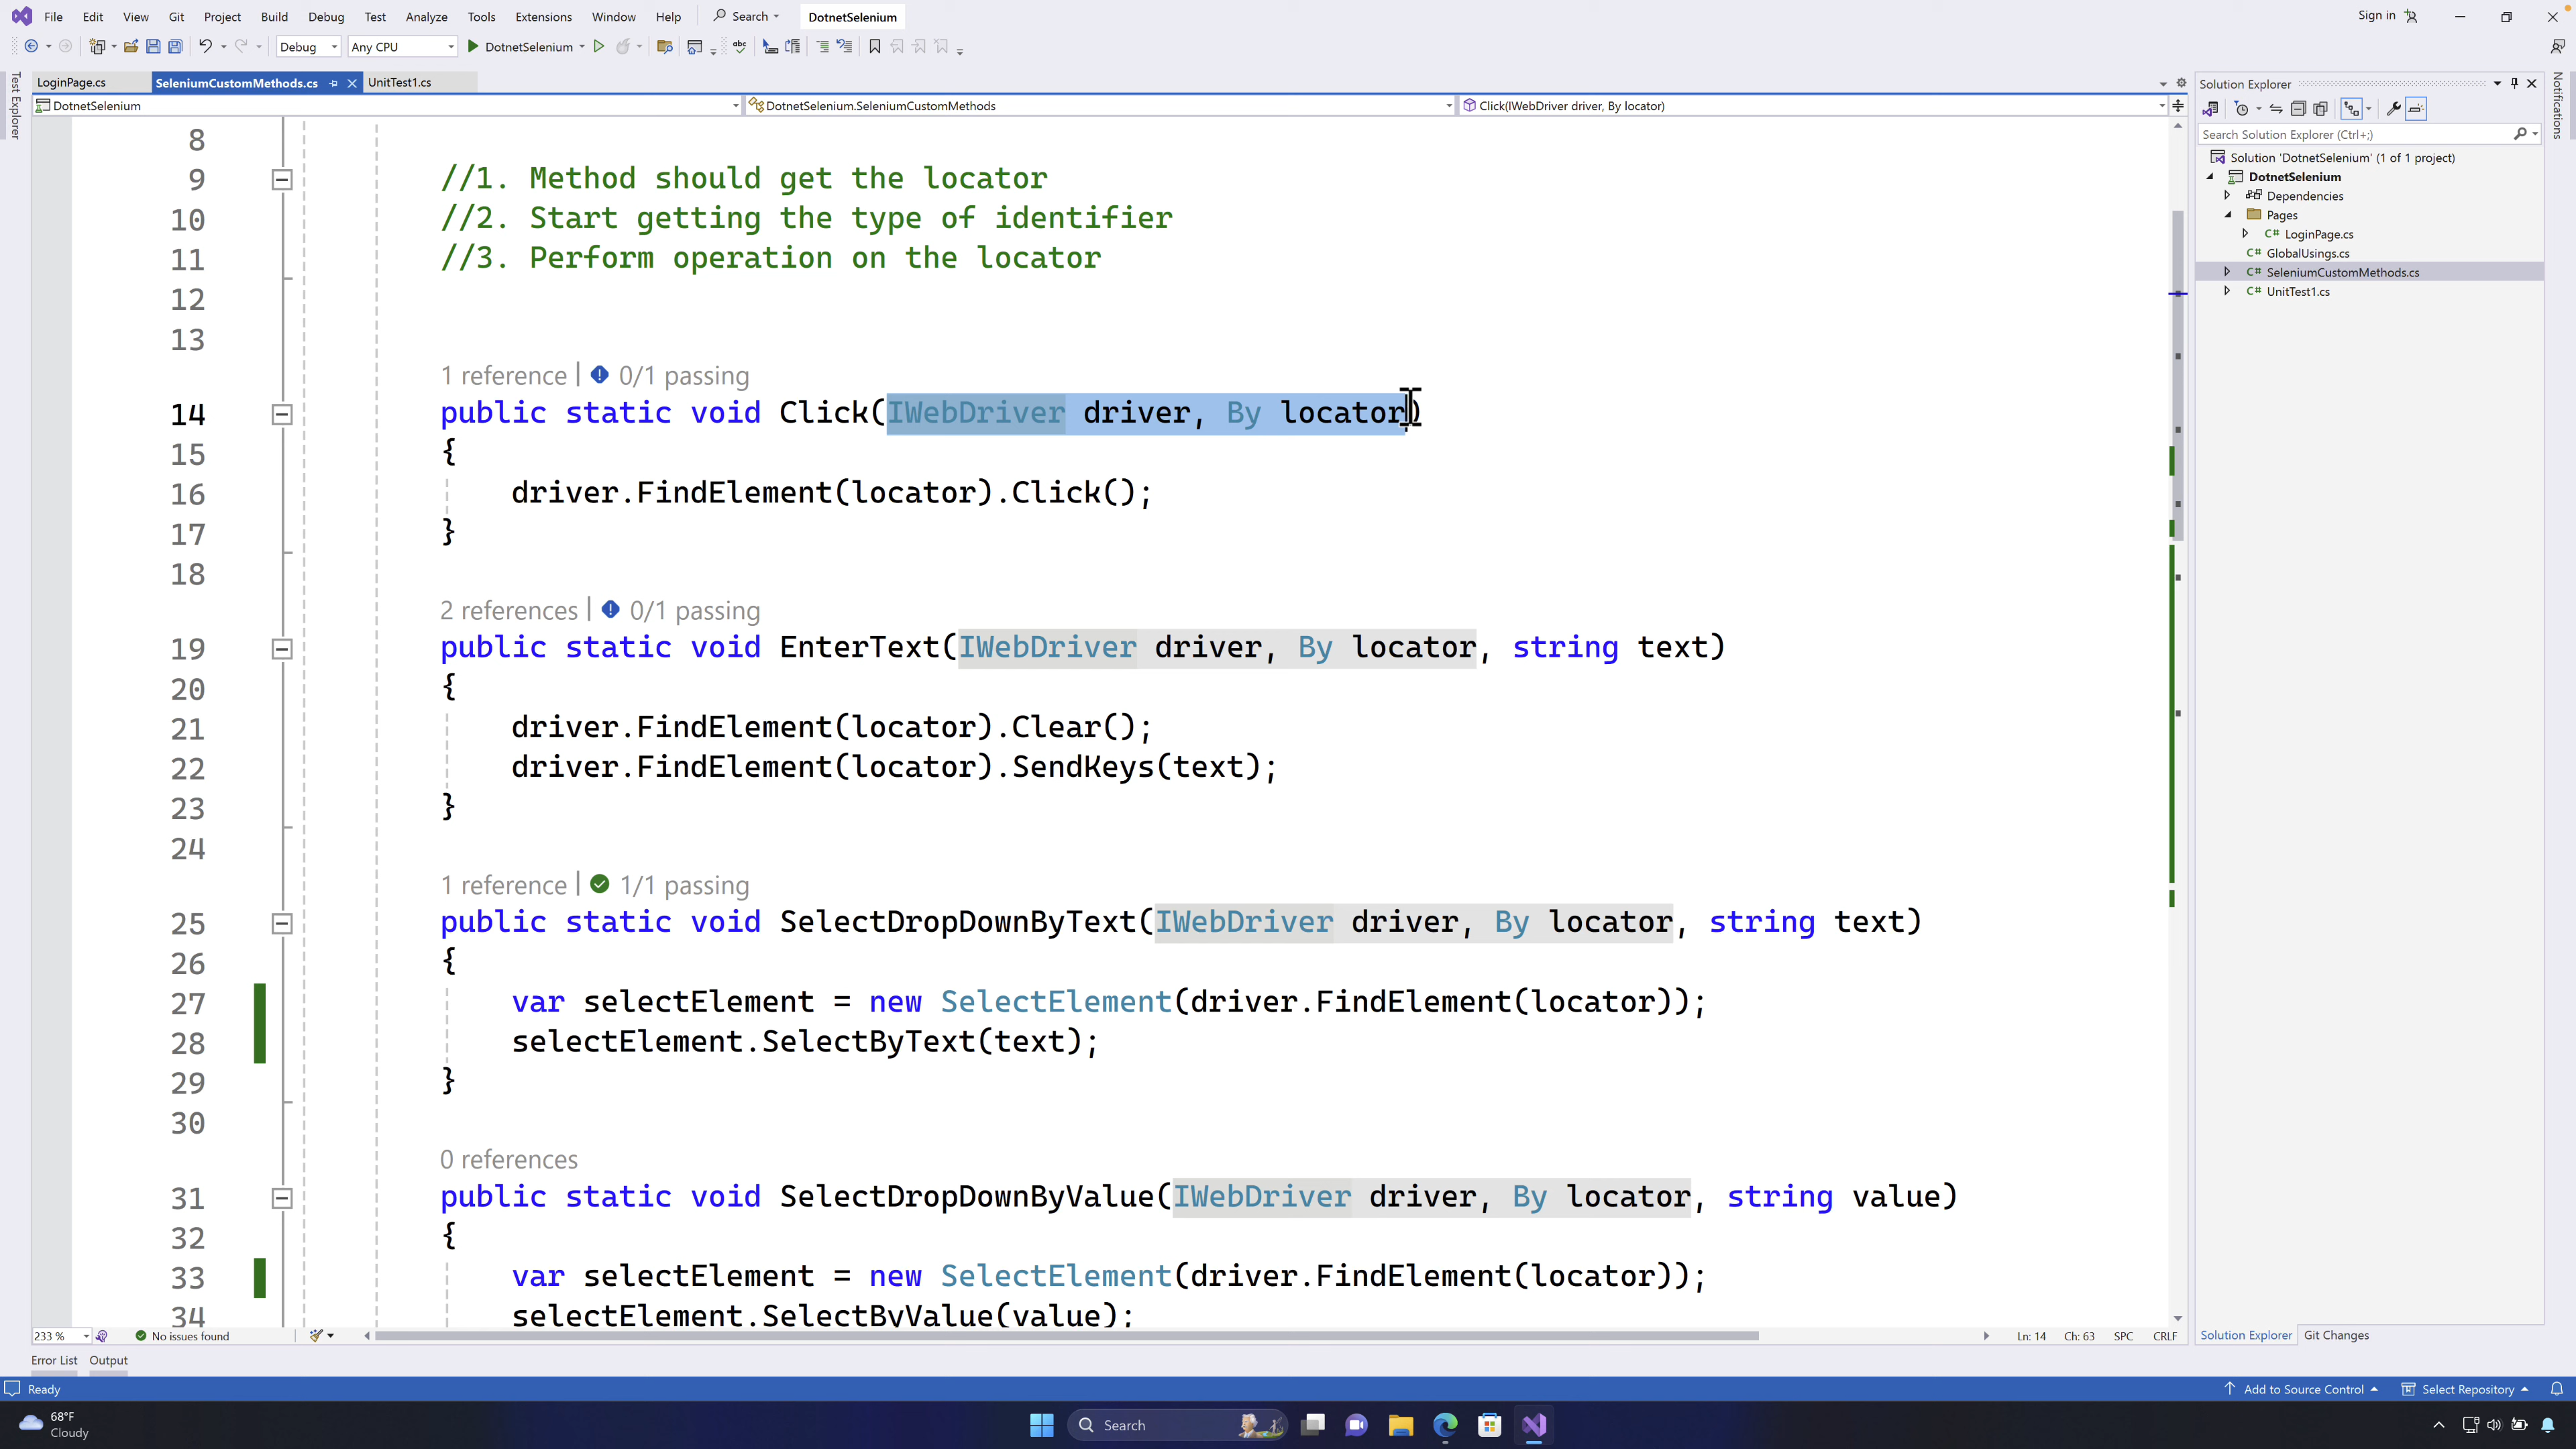 File Edit View Git Project Build Debug Test Analyze Tools Extensions Window Help Search DotnetSelenium Sign in
Debug Any CPU DotnetSelenium
Test Explorer
LoginPage.cs SeleniumCustomMethods.cs UnitTest1.cs
DotnetSelenium DotnetSelenium.SeleniumCustomMethods Click(IWebDriver driver, By locator)
8
9 //1. Method should get the locator
10 //2. Start getting the type of identifier
11 //3. Perform operation on the locator
12
13
1 reference | 0/1 passing
14 public static void Click(IWebDriver driver, By locator)
15 {
16 driver.FindElement(locator).Click();
17 }
18
2 references | 0/1 passing
19 public static void EnterText(IWebDriver driver, By locator, string text)
20 {
21 driver.FindElement(locator).Clear();
22 driver.FindElement(locator).SendKeys(text);
23 }
24
1 reference | 1/1 passing
25 public static void SelectDropDownByText(IWebDriver driver, By locator, string text)
26 {
27 var selectElement = new SelectElement(driver.FindElement(locator));
28 selectElement.SelectByText(text);
29 }
30
0 references
31 public static void SelectDropDownByValue(IWebDriver driver, By locator, string value)
32 {
33 var selectElement = new SelectElement(driver.FindElement(locator));
34 selectElement.SelectByValue(value);
233 % No issues found Ln: 14 Ch: 63 SPC CRLF
Solution Explorer
Search Solution Explorer (Ctrl+;)
Solution 'DotnetSelenium' (1 of 1 project)
DotnetSelenium
Dependencies
Pages
C# LoginPage.cs
C# GlobalUsings.cs
C# SeleniumCustomMethods.cs
C# UnitTest1.cs
Solution Explorer Git Changes
Notifications
Error List Output
Ready Add to Source Control Select Repository
68°F
Cloudy
Search